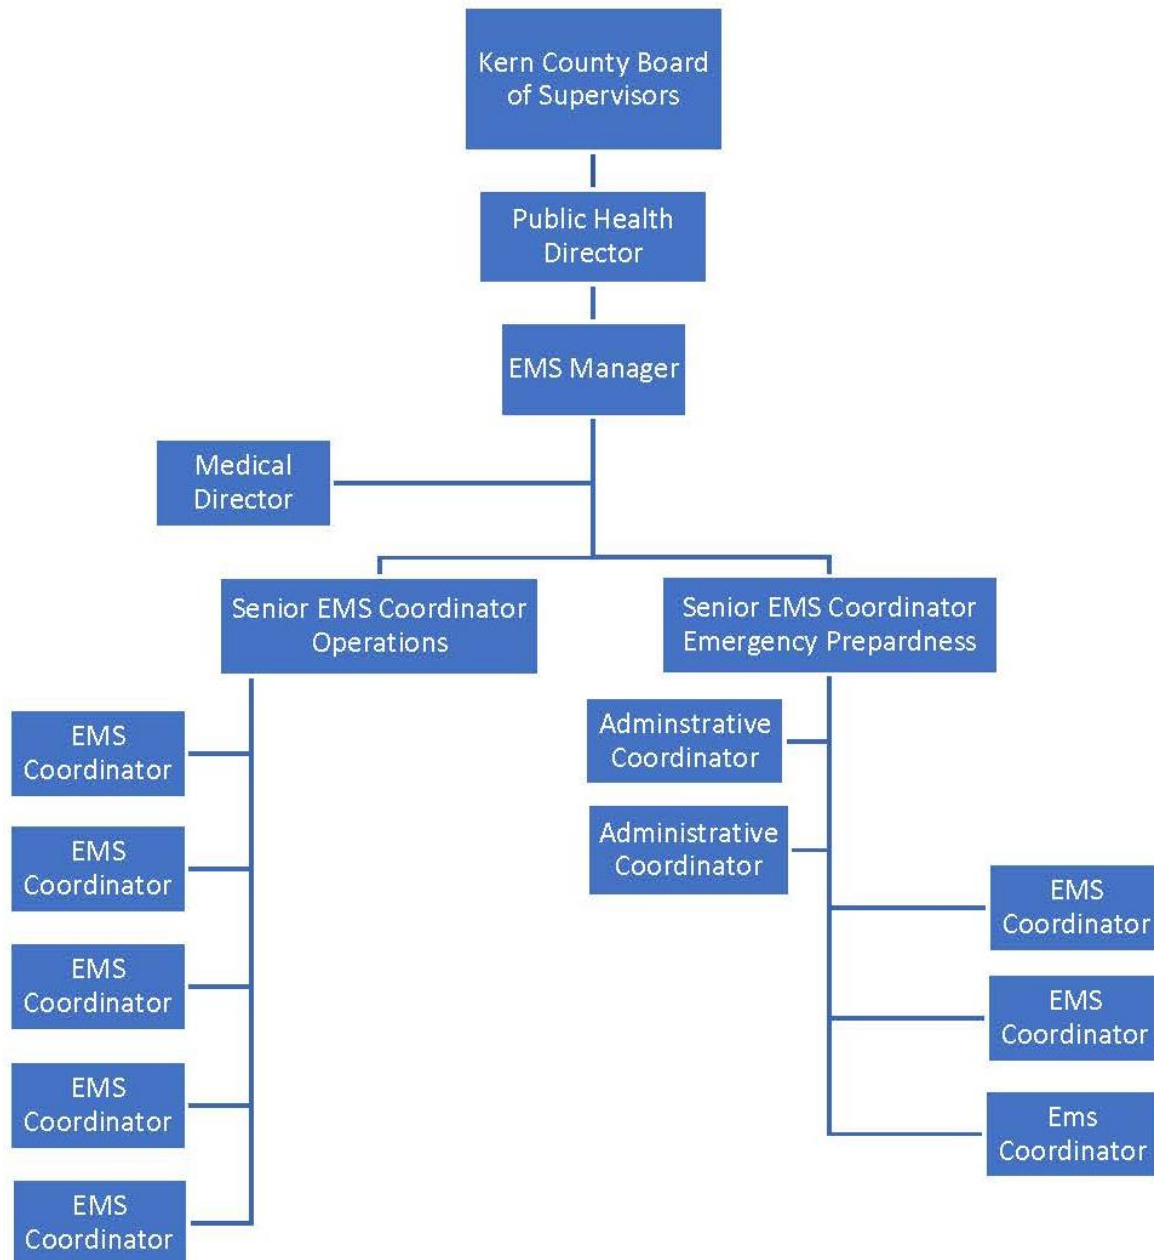 Kern County Board
of Supervisors
Public Health
Director
EMS Manager
Medical
Director
Senior EMS Coordinator
Operations
Senior EMS Coordinator
Emergency Prepardness
EMS
Coordinator
EMS
Coordinator
EMS
Coordinator
EMS
Coordinator
EMS
Coordinator
Adminstrative
Coordinator
Administrative
Coordinator
EMS
Coordinator
EMS
Coordinator
Ems
Coordinator